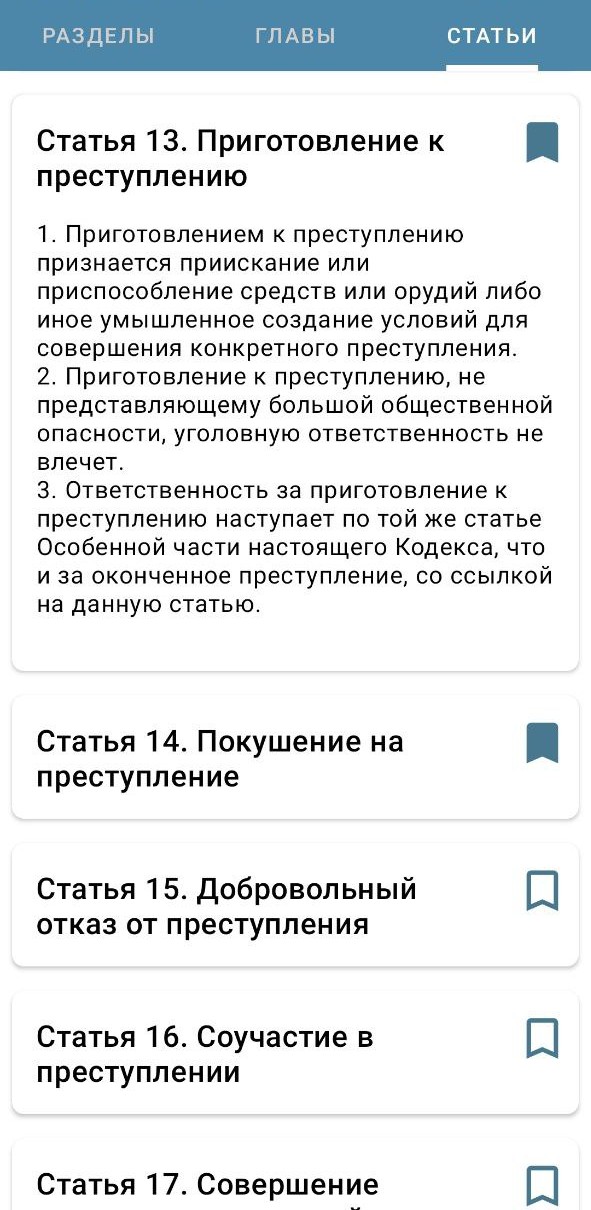 РАЗДЕЛЫ ГЛАВЫ СТАТЬИ
Статья 13. Приготовление к
преступлению
1. Приготовлением к преступлению
признается приискание или
приспособление средств или орудий либо
иное умышленное создание условий для
совершения конкретного преступления.
2. Приготовление к преступлению, не
представляющему большой общественной
опасности, уголовную ответственность не
влечет.
3. Ответственность за приготовление к
преступлению наступает по той же статье
Особенной части настоящего Кодекса, что
и за оконченное преступление, со ссылкой
на данную статью.
Статья 14. Покушение на
преступление
Статья 15. Добровольный
отказ от преступления
Статья 16. Соучастие в
преступлении
Статья 17. Совершение